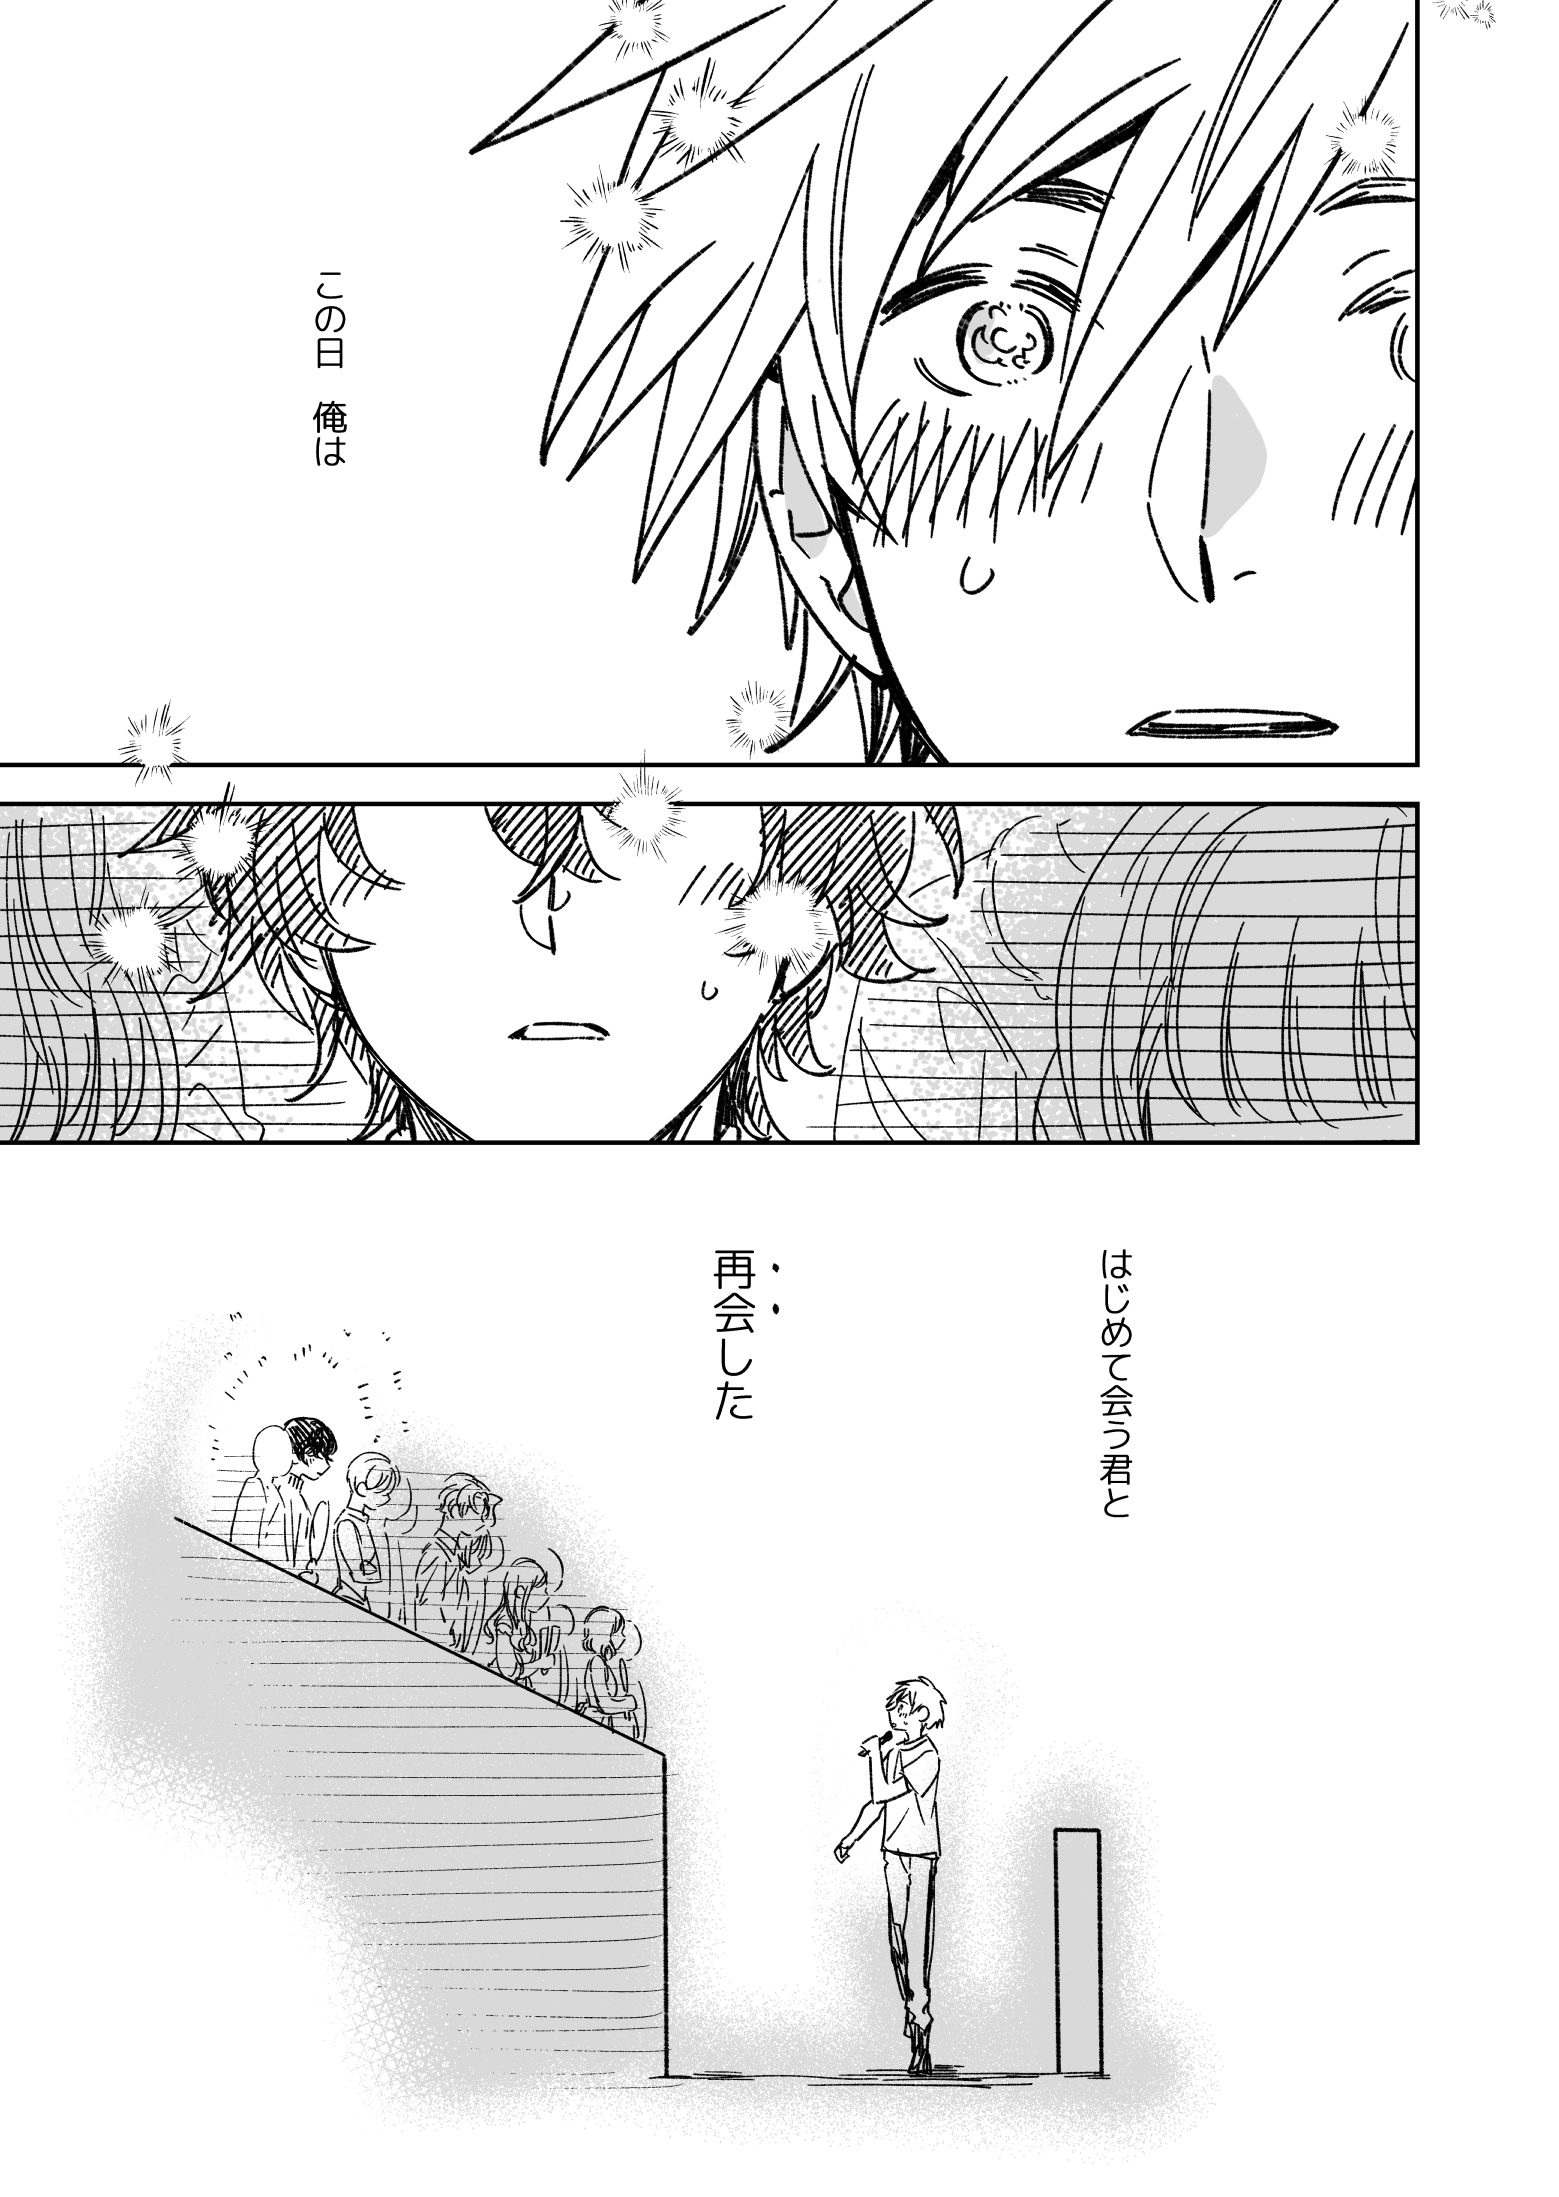 この日　俺は
はじめて会う君と
再会した